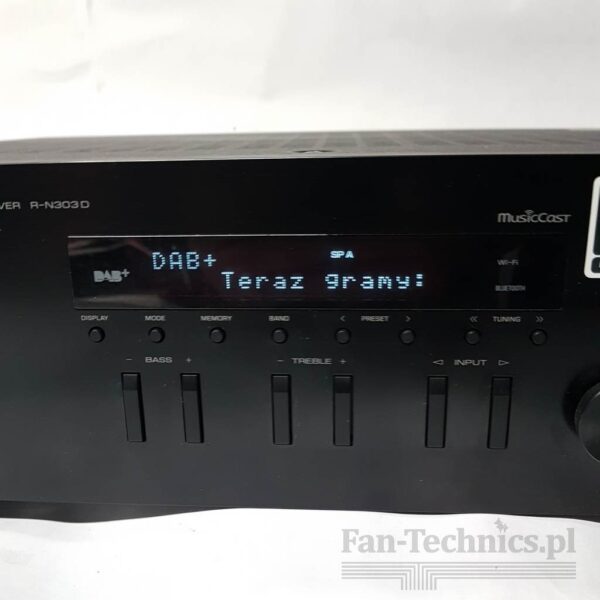 VER R-N303D
MusicCast
DAB+ SPA
Wi-Fi
DAB+
Teraz gramy:
BLUETOOTH
DISPLAY MODE MEMORY BAND < PRESET > << TUNING >>
− BASS + − TREBLE + ◁ INPUT ▷
Fan-Technics.pl